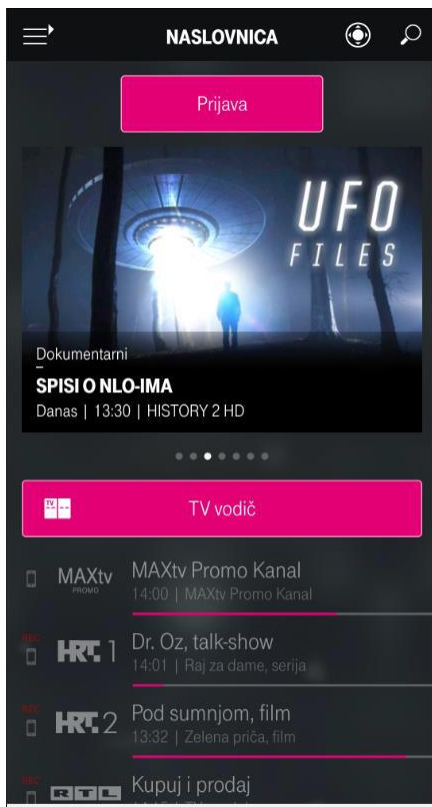 NASLOVNICA
Prijava
UFO
FILES
Dokumentarni
SPISI O NLO-IMA
Danas | 13:30 | HISTORY 2 HD
TV
TV vodič
MAXtv
PROMO
MAXtv Promo Kanal
14:00 | MAXtv Promo Kanal
REC
HRT 1
Dr. Oz, talk-show
14:01 | Raj za dame, serija
REC
HRT 2
Pod sumnjom, film
13:32 | Zelena priča, film
REC
RTL
Kupuj i prodaj